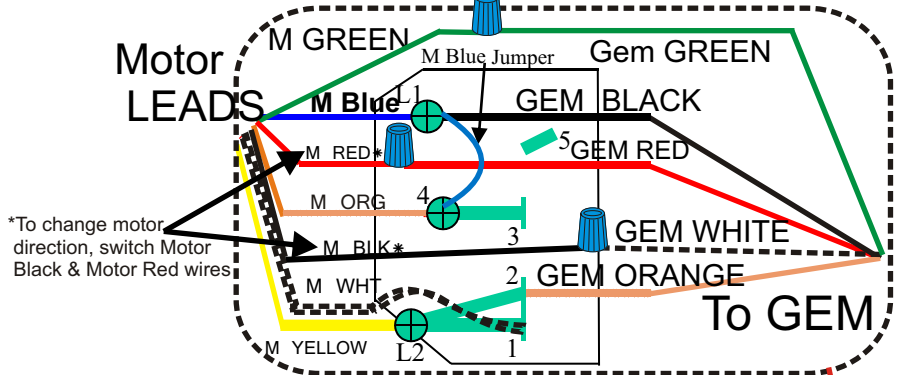 M GREEN
Gem GREEN
Motor
LEADS
M Blue Jumper
M Blue
L1
GEM BLACK
5
GEM RED
M RED*
M ORG
4
3
*To change motor
direction, switch Motor
Black & Motor Red wires
M BLK*
GEM WHITE
M WHT
2
GEM ORANGE
To GEM
M YELLOW
L2
1